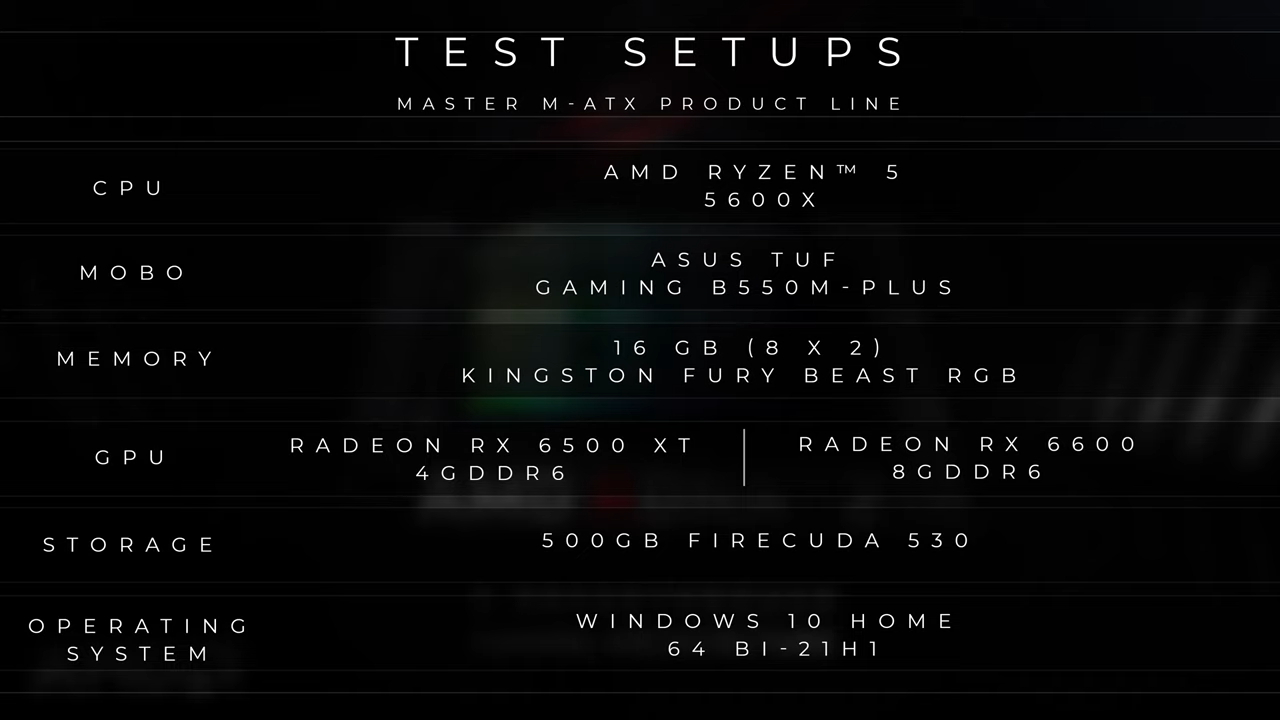 TEST SETUPS
MASTER M-ATX PRODUCT LINE
CPU
AMD RYZEN™ 5
5600X
MOBO
ASUS TUF
GAMING B550M-PLUS
MEMORY
16 GB (8 X 2)
KINGSTON FURY BEAST RGB
GPU
RADEON RX 6500 XT
4GDDR6
RADEON RX 6600
8GDDR6
STORAGE
500GB FIRECUDA 530
OPERATING
SYSTEM
WINDOWS 10 HOME
64 BI-21H1